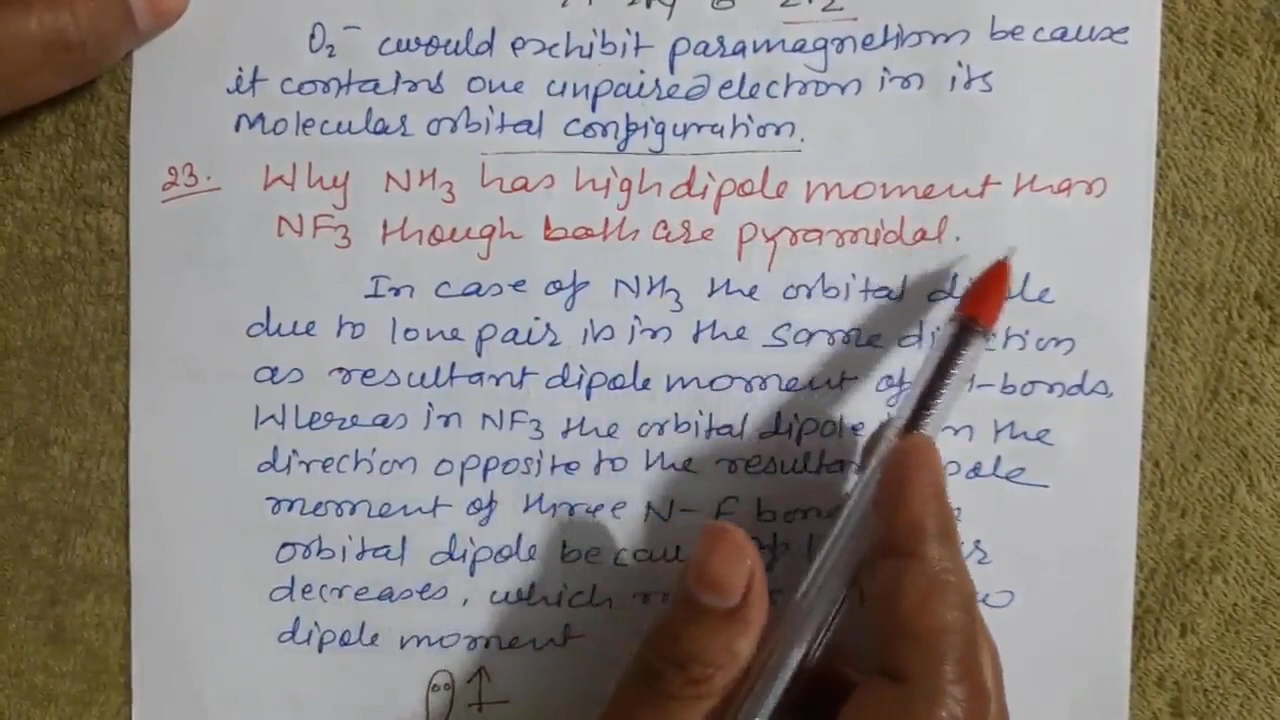 O₂⁻ would exhibit paramagnetism because
it contains one unpaired electron in its
Molecular orbital configuration.
23. Why NH3 has high dipole moment than
NF3 though both are pyramidal.
In case of NH3 the orbital
due to lone pair is in the same
as resultant dipole moment of -bonds,
Whereas in NF3 the orbital dipole the
direction opposite to the
moment of three N-F
orbital dipole
decreases, which
dipole moment